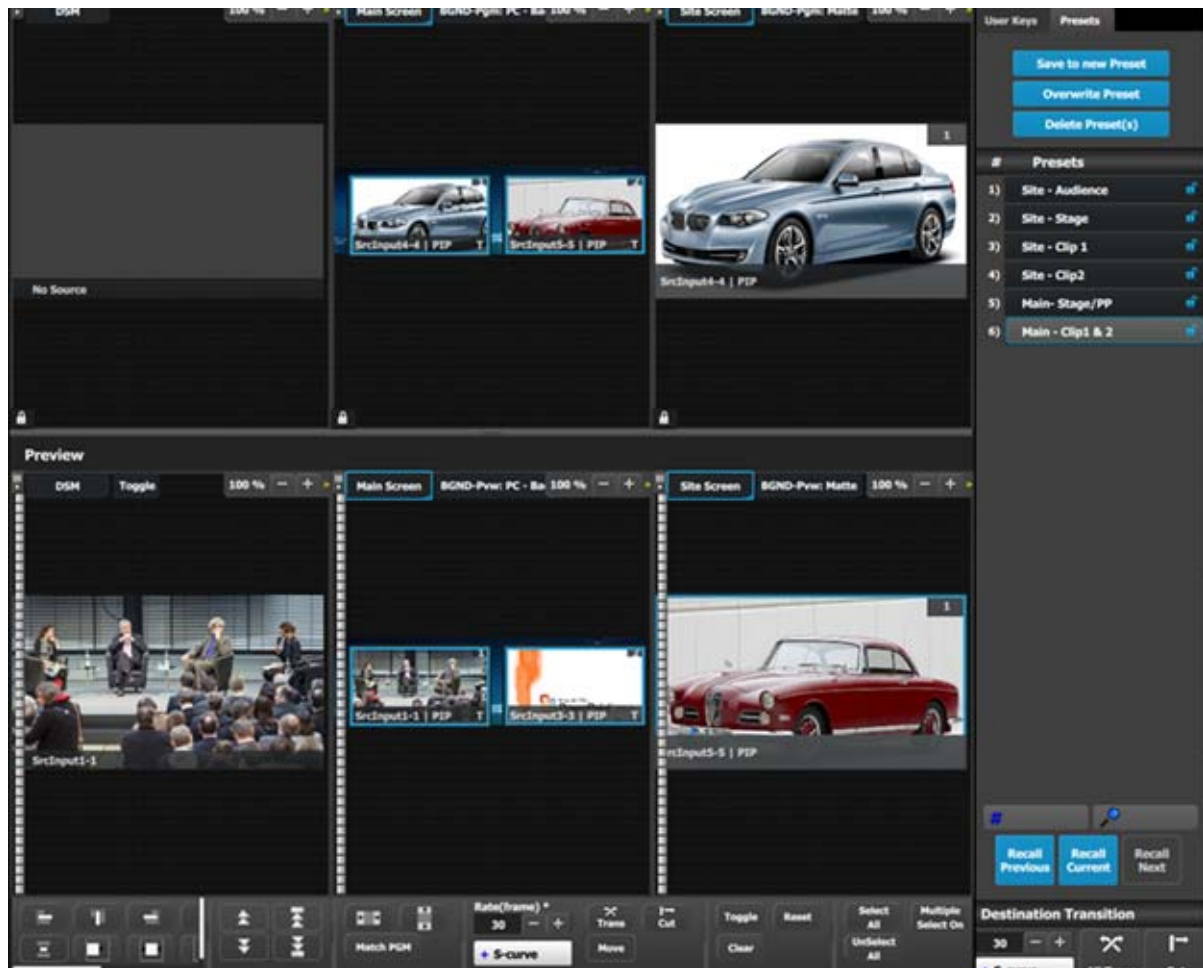 DSM 100 % − + Main Screen BGND-Pgm: PC - Ba 100 % − + Site Screen BGND-Pgm: Matte 100 % − +
User Keys Presets
Save to new Preset
Overwrite Preset
Delete Preset(s)
# Presets
1) Site - Audience
2) Site - Stage
3) Site - Clip 1
4) Site - Clip2
5) Main- Stage/PP
6) Main - Clip1 & 2
1
SrcInput4-4 | PIP T
SrcInput5-5 | PIP T
SrcInput4-4 | PIP
No Source
Preview
DSM Toggle 100 % − +
Main Screen BGND-Pvw: PC - Ba 100 % − +
Site Screen BGND-Pvw: Matte 100 % − +
1
1
SrcInput1-1 | PIP T
SrcInput3-3 | PIP T
SrcInput1-1
SrcInput5-5 | PIP
#
Recall Previous
Recall Current
Recall Next
Match PGM
Rate(frame) *
30 − +
+ S-curve
Trans
Cut
Move
Toggle
Reset
Clear
Select All
UnSelect All
Multiple Select On
Destination Transition
30 − +